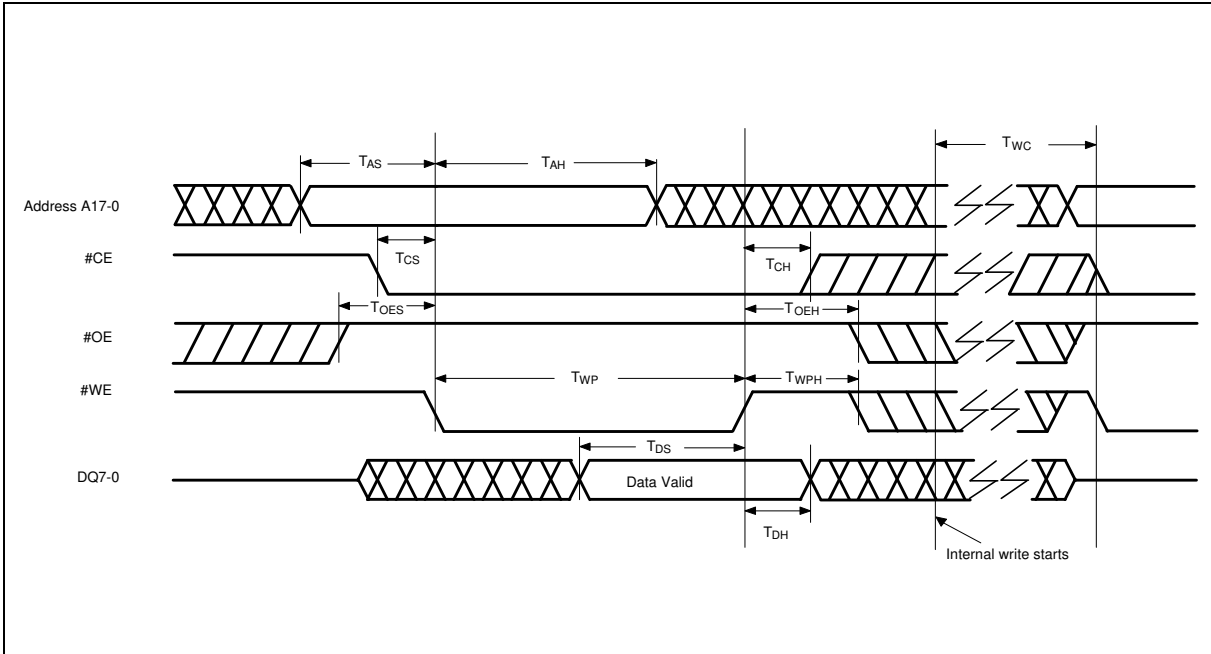 TAS
TAH
TWC
Address A17-0
#CE
TCS
TCH
TOES
TOEH
#OE
TWP
TWPH
#WE
TDS
DQ7-0
Data Valid
TDH
Internal write starts